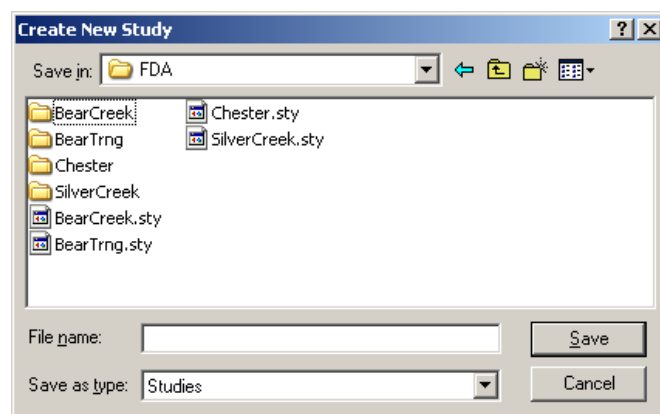 Create New Study
Save in: FDA
BearCreek
BearTrng
Chester
SilverCreek
BearCreek.sty
BearTrng.sty
Chester.sty
SilverCreek.sty
File name:
Save
Save as type: Studies
Cancel